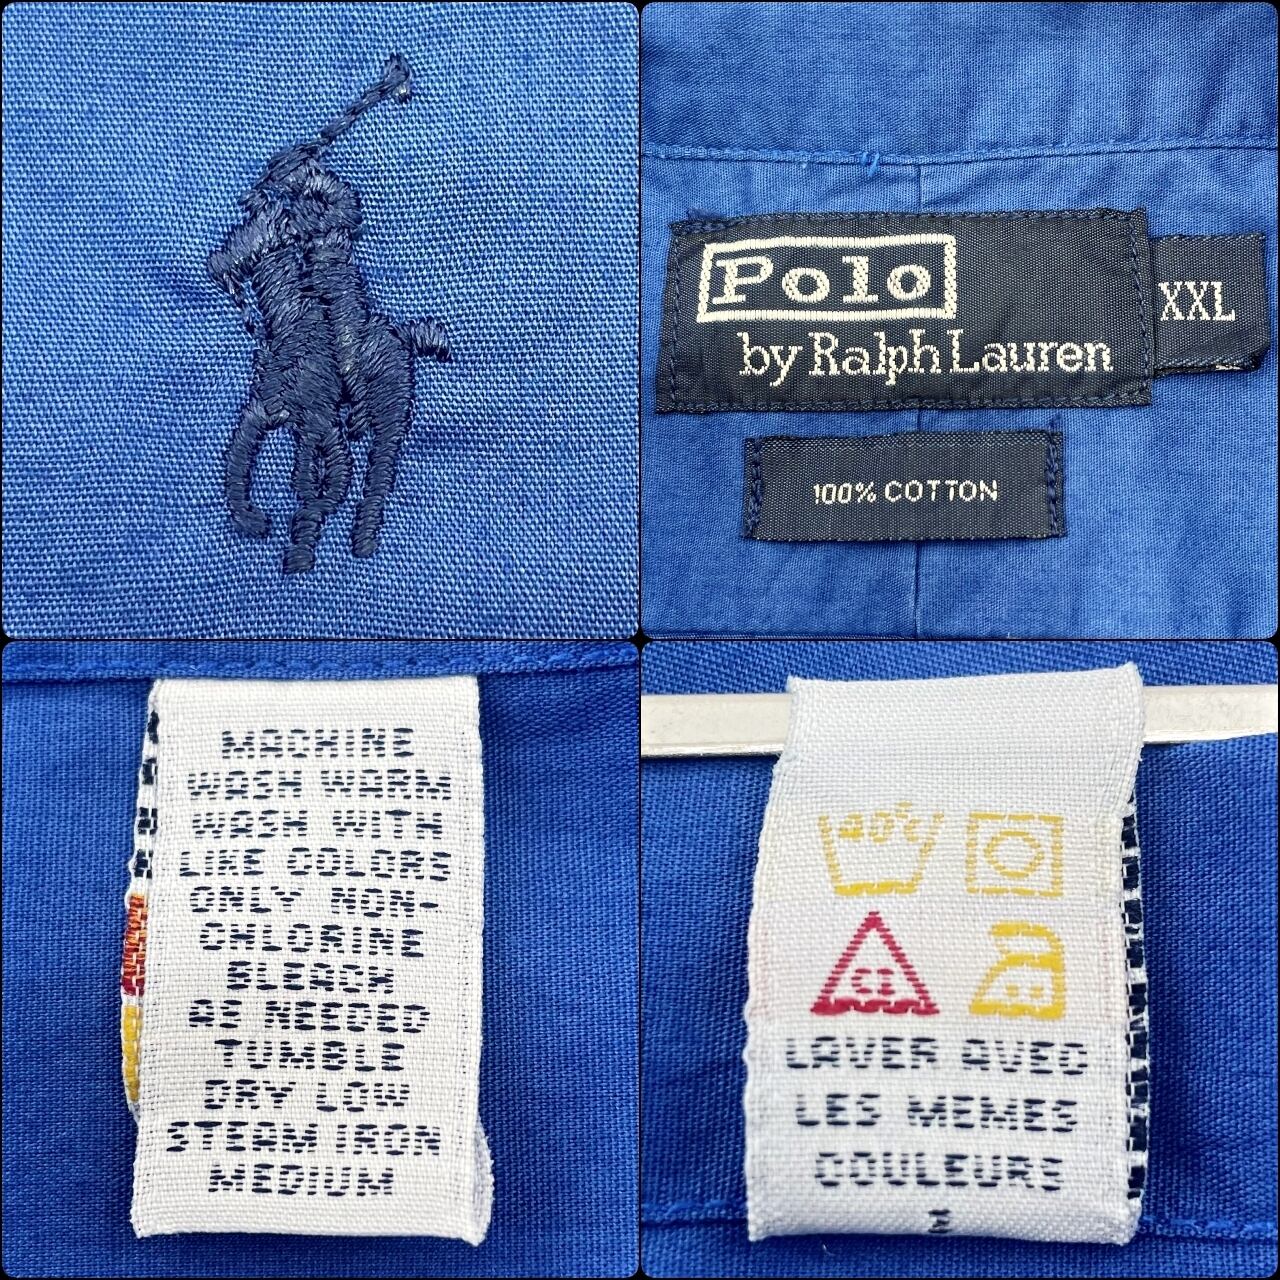 Polo
by Ralph Lauren
XXL
100% COTTON
MACHINE
WASH WARM
WASH WITH
LIKE COLORS
ONLY NON-
CHLORINE
BLEACH
AS NEEDED
TUMBLE
DRY LOW
STEAM IRON
MEDIUM
40°C
CL
LAVER AVEC
LES MEMES
COULEURS